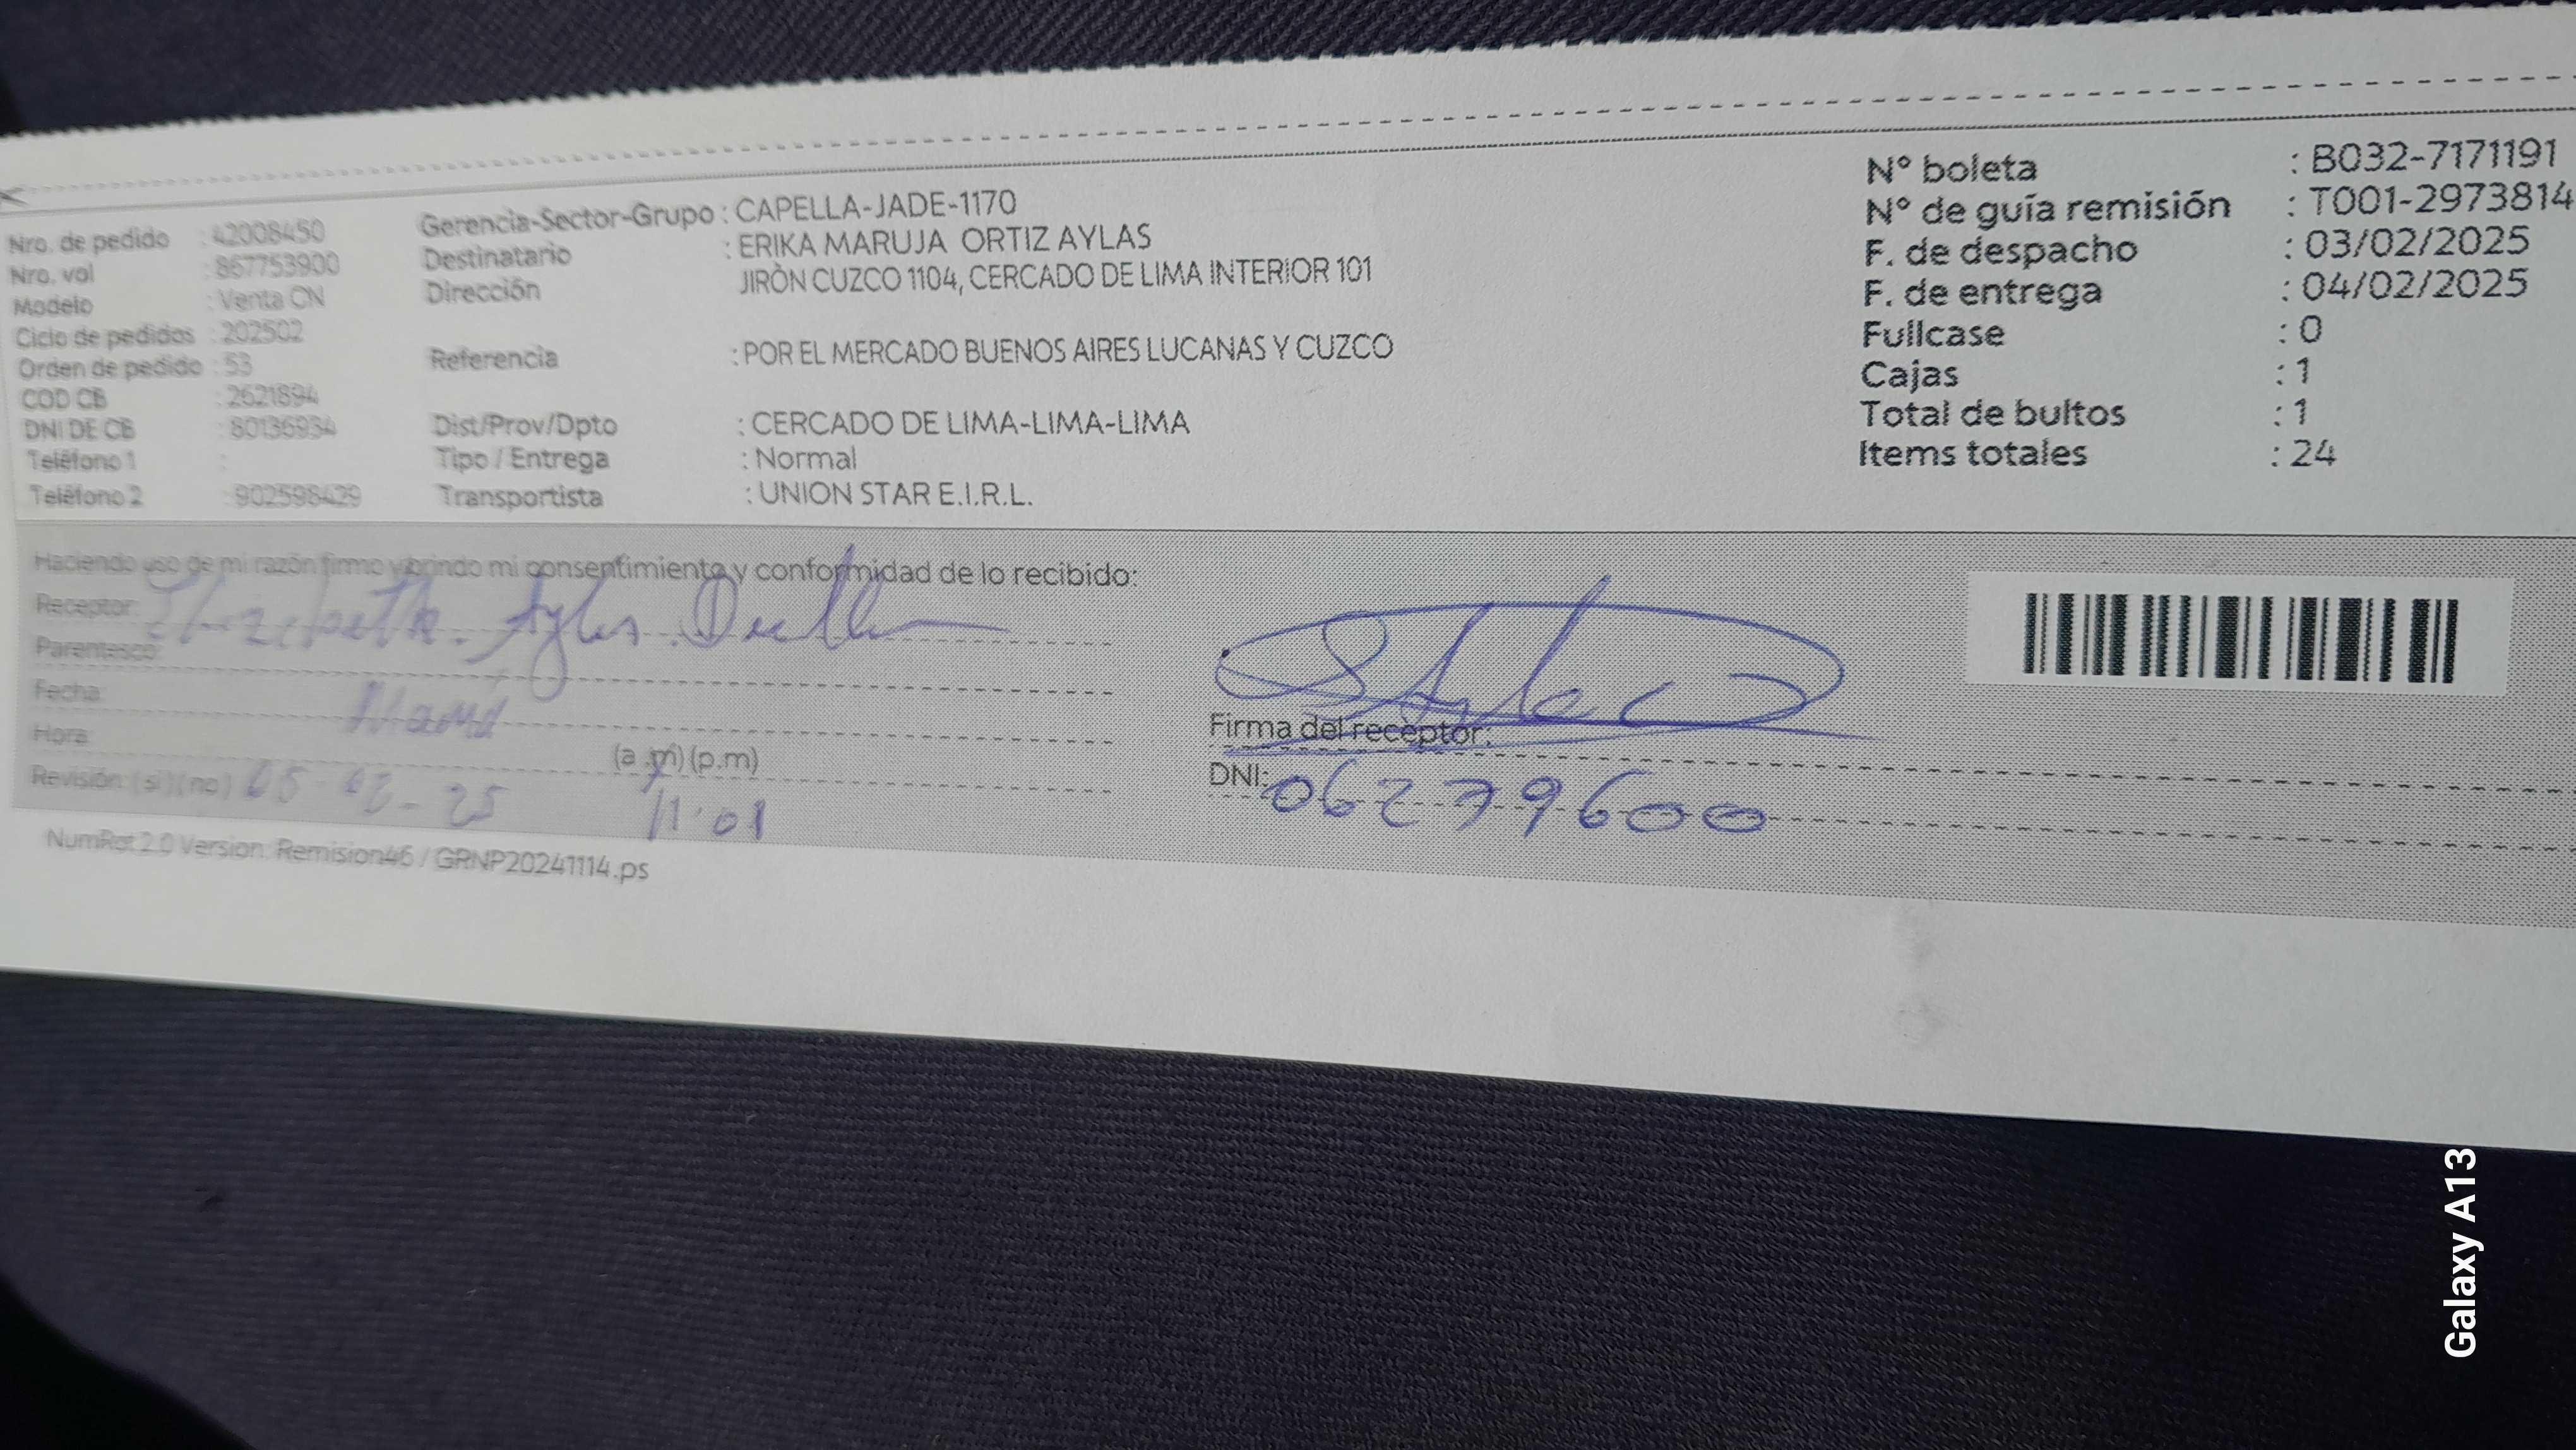 Nro. de pedido : 42008450
Nro. val : 867753900
Modelo : Venta CN
Ciclo de pedidos : 202502
Orden de pedido : 53
COD CB : 2621894
DNI DE CB : 80136934
Teléfono 1 :
Teléfono 2 : 902598429
Gerencia-Sector-Grupo : CAPELLA-JADE-1170
Destinatario : ERIKA MARUJA ORTIZ AYLAS
Dirección JIRÒN CUZCO 1104, CERCADO DE LIMA INTERIOR 101
Referencia : POR EL MERCADO BUENOS AIRES LUCANAS Y CUZCO
Dist/Prov/Dpto : CERCADO DE LIMA-LIMA-LIMA
Tipo / Entrega : Normal
Transportista : UNION STAR E.I.R.L.
N° boleta : B032-7171191
N° de guía remisión : T001-2973814
F. de despacho : 03/02/2025
F. de entrega : 04/02/2025
Fullcase : 0
Cajas : 1
Total de bultos : 1
Items totales : 24
Haciendo uso de mi razón firmo y brindo mi consentimiento y conformidad de lo recibido:
Receptor: Elizabeth Aylas
Parentesco:
Fecha: Mamá
Hora: (a.m) (p.m)
Revisión: (si) (no) 11:01
Firma del receptor:
DNI: 06279600
NumRot 2.0 Version: Remision46 / GRNP20241114.ps
Galaxy A13